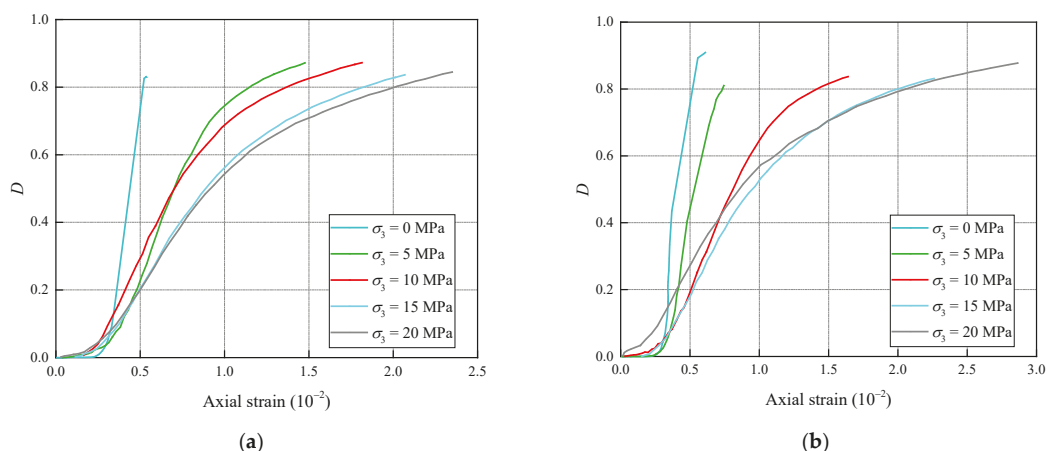 1.0
0.8
0.6
0.4
0.2
0.0
D
0.0 0.5 1.0 1.5 2.0 2.5
Axial strain (10⁻²)
σ₃ = 0 MPa
σ₃ = 5 MPa
σ₃ = 10 MPa
σ₃ = 15 MPa
σ₃ = 20 MPa
(a)
1.0
0.8
0.6
0.4
0.2
0.0
D
0.0 0.5 1.0 1.5 2.0 2.5 3.0
Axial strain (10⁻²)
σ₃ = 0 MPa
σ₃ = 5 MPa
σ₃ = 10 MPa
σ₃ = 15 MPa
σ₃ = 20 MPa
(b)